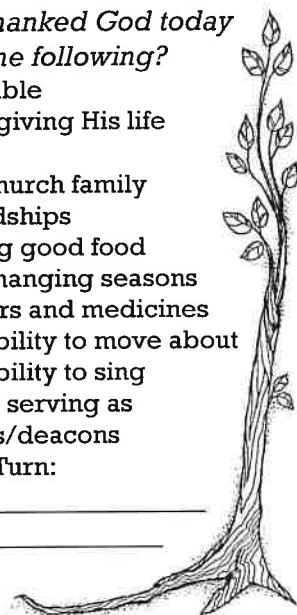 hanked God today
ne following?
ble
giving His life
hurch family
dships
g good food
hanging seasons
rs and medicines
bility to move about
bility to sing
serving as
s/deacons
Turn: